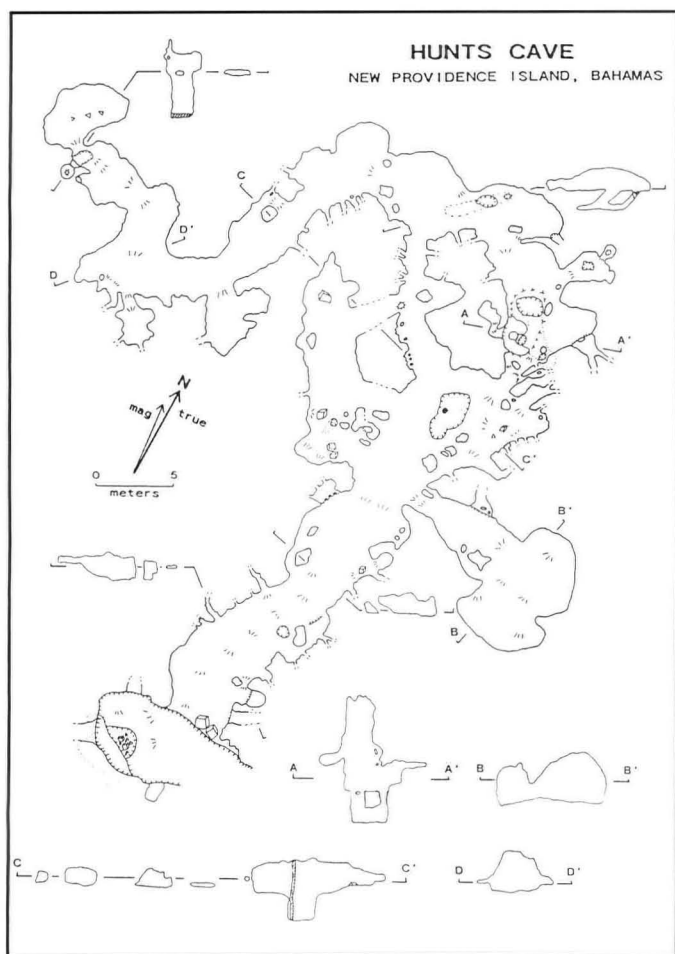 HUNTS CAVE
NEW PROVIDENCE ISLAND, BAHAMAS
C
D'
D
A
A'
N
mag
true
0 5
meters
C'
B'
B
A A'
B B'
C C'
D D'